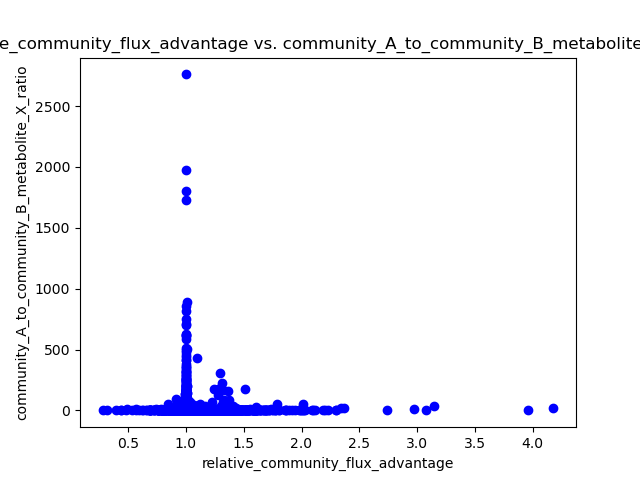 e_community_flux_advantage vs. community_A_to_community_B_metabolite
community_A_to_community_B_metabolite_X_ratio
2500
2000
1500
1000
500
0
0.5 1.0 1.5 2.0 2.5 3.0 3.5 4.0
relative_community_flux_advantage